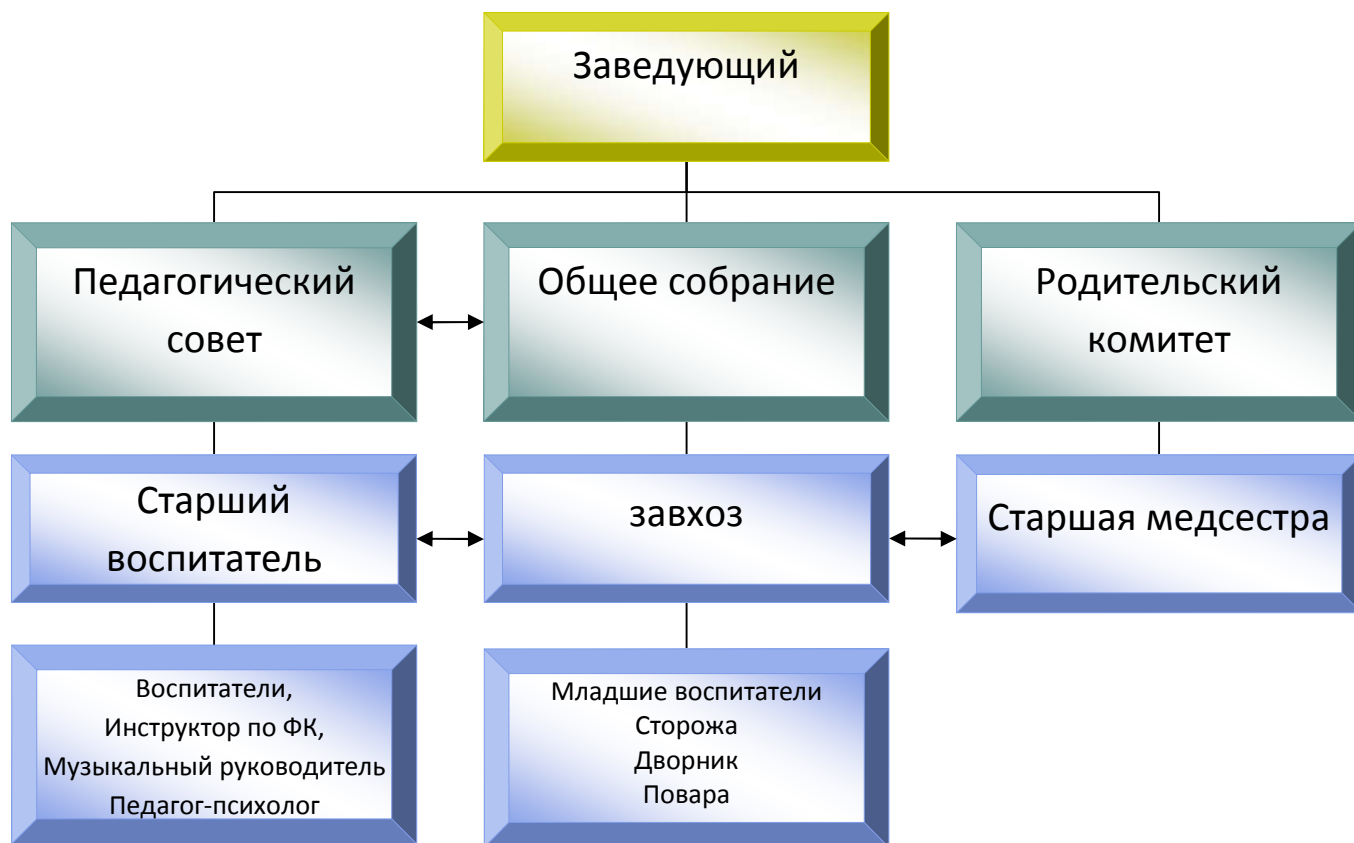 Заведующий
Педагогический
совет
Общее собрание
Родительский
комитет
Старший
воспитатель
завхоз
Старшая медсестра
Воспитатели,
Инструктор по ФК,
Музыкальный руководитель
Педагог-психолог
Младшие воспитатели
Сторожа
Дворник
Повара